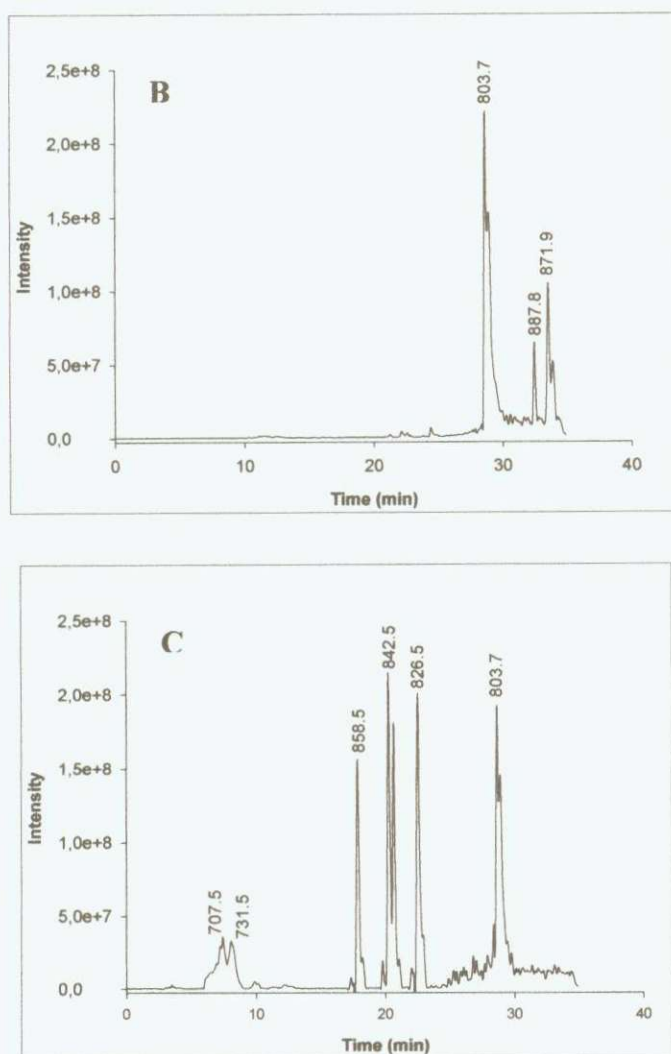 B
2,5e+8
2,0e+8
1,5e+8
1,0e+8
5,0e+7
0,0
Intensity
803.7
887.8
871.9
0
10
20
30
40
Time (min)
C
2,5e+8
2,0e+8
1,5e+8
1,0e+8
5,0e+7
0,0
Intensity
707.5
731.5
858.5
842.5
826.5
803.7
0
10
20
30
40
Time (min)